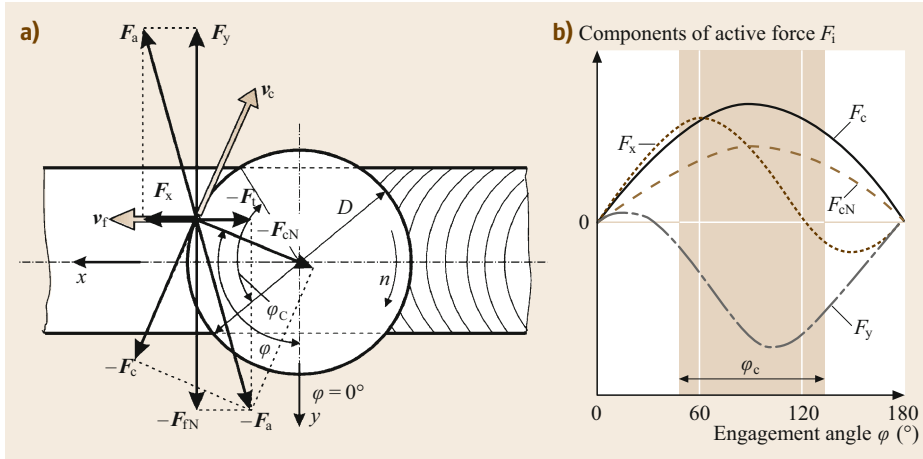 a)
F_a
F_y
v_c
F_x
−F_f
v_f
−F_cN
D
x
n
φ_C
φ
−F_c
φ = 0°
−F_fN
−F_a
y
b) Components of active force F_i
F_c
F_x
F_cN
0
F_y
φ_c
0
60
120
180
Engagement angle φ (°)